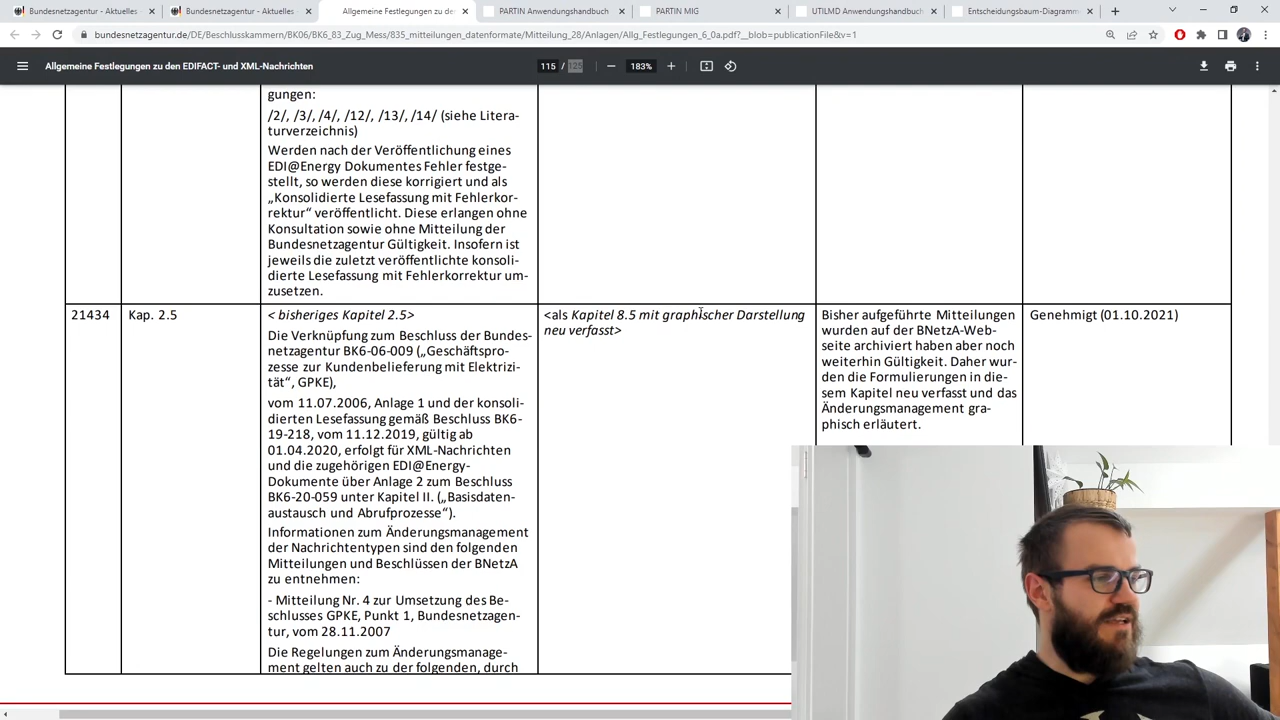 Bundesnetzagentur - Aktuelles
Bundesnetzagentur - Aktuelles
Allgemeine Festlegungen zu de
PARTIN Anwendungshandbuch
PARTIN MIG
UTILMD Anwendungshandbuch
Entscheidungsbaum-Diagramm
bundesnetzagentur.de/DE/Beschlusskammern/BK06/BK6_83_Zug_Mess/835_mitteilungen_datenformate/Mitteilung_28/Anlagen/Allg_Festlegungen_6_0a.pdf?__blob=publicationFile&v=1
Allgemeine Festlegungen zu den EDIFACT- und XML-Nachrichten
115 / 125
183%
gungen:
/2/, /3/, /4/, /12/, /13/, /14/ (siehe Litera-
turverzeichnis)
Werden nach der Veröffentlichung eines
EDI@Energy Dokumentes Fehler festge-
stellt, so werden diese korrigiert und als
„Konsolidierte Lesefassung mit Fehlerkor-
rektur“ veröffentlicht. Diese erlangen ohne
Konsultation sowie ohne Mitteilung der
Bundesnetzagentur Gültigkeit. Insofern ist
jeweils die zuletzt veröffentlichte konsoli-
dierte Lesefassung mit Fehlerkorrektur um-
zusetzen.
21434
Kap. 2.5
< bisheriges Kapitel 2.5>
Die Verknüpfung zum Beschluss der Bundes-
netzagentur BK6-06-009 („Geschäftspro-
zesse zur Kundenbelieferung mit Elektrizi-
tät“, GPKE),
vom 11.07.2006, Anlage 1 und der konsoli-
dierten Lesefassung gemäß Beschluss BK6-
19-218, vom 11.12.2019, gültig ab
01.04.2020, erfolgt für XML-Nachrichten
und die zugehörigen EDI@Energy-
Dokumente über Anlage 2 zum Beschluss
BK6-20-059 unter Kapitel II. („Basisdaten-
austausch und Abrufprozesse“).
Informationen zum Änderungsmanagement
der Nachrichtentypen sind den folgenden
Mitteilungen und Beschlüssen der BNetzA
zu entnehmen:
- Mitteilung Nr. 4 zur Umsetzung des Be-
schlusses GPKE, Punkt 1, Bundesnetzagen-
tur, vom 28.11.2007
Die Regelungen zum Änderungsmanage-
ment gelten auch zu der folgenden, durch
<als Kapitel 8.5 mit graphischer Darstellung
neu verfasst>
Bisher aufgeführte Mitteilungen
wurden auf der BNetzA-Web-
seite archiviert haben aber noch
weiterhin Gültigkeit. Daher wur-
den die Formulierungen in die-
sem Kapitel neu verfasst und das
Änderungsmanagement gra-
phisch erläutert.
Genehmigt (01.10.2021)